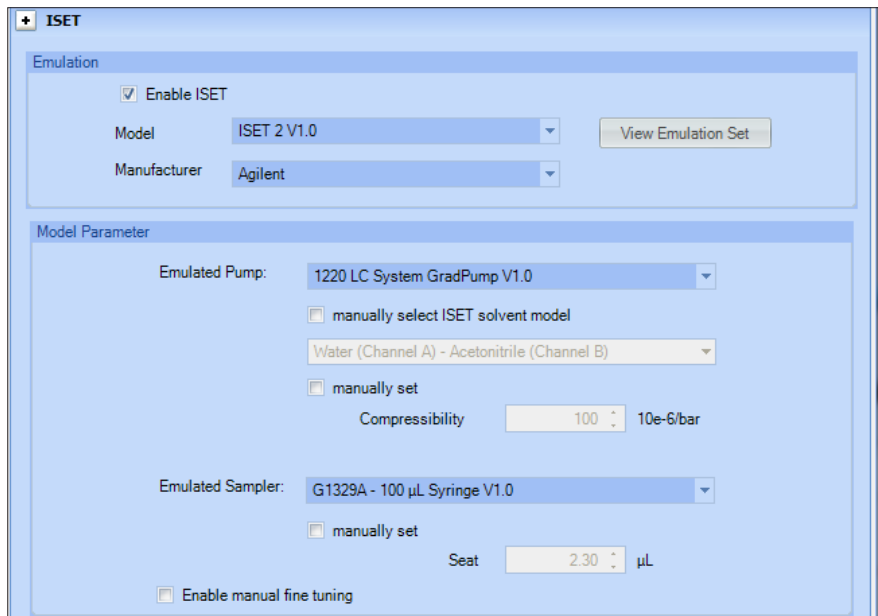 + ISET
Emulation
Enable ISET
Model ISET 2 V1.0 View Emulation Set
Manufacturer Agilent
Model Parameter
Emulated Pump: 1220 LC System GradPump V1.0
manually select ISET solvent model
Water (Channel A) - Acetonitrile (Channel B)
manually set
Compressibility 100 10e-6/bar
Emulated Sampler: G1329A - 100 µL Syringe V1.0
manually set
Seat 2.30 µL
Enable manual fine tuning